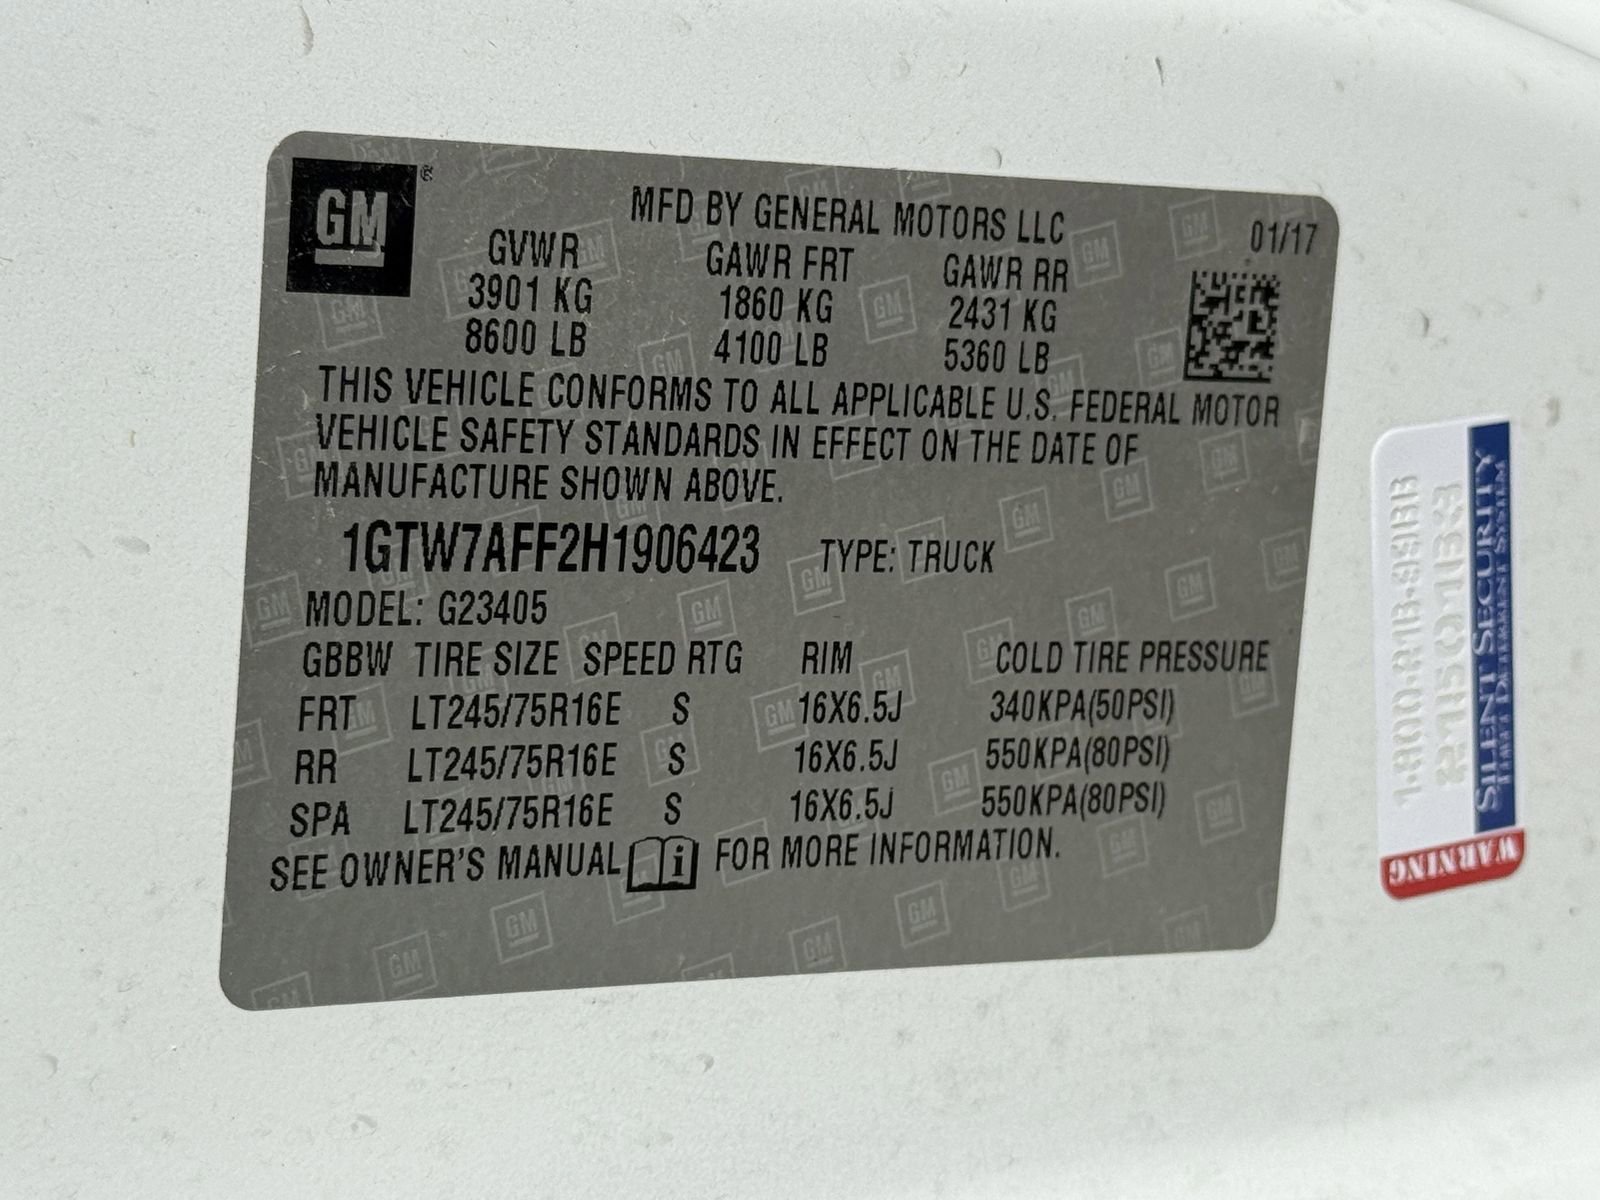 GM
MFD BY GENERAL MOTORS LLC
01/17
GVWR GAWR FRT GAWR RR
3901 KG 1860 KG 2431 KG
8600 LB 4100 LB 5360 LB
THIS VEHICLE CONFORMS TO ALL APPLICABLE U.S. FEDERAL MOTOR
VEHICLE SAFETY STANDARDS IN EFFECT ON THE DATE OF
MANUFACTURE SHOWN ABOVE.
1GTW7AFF2H1906423 TYPE: TRUCK
MODEL: G23405
GBBW TIRE SIZE SPEED RTG RIM COLD TIRE PRESSURE
FRT LT245/75R16E S 16X6.5J 340KPA(50PSI)
RR LT245/75R16E S 16X6.5J 550KPA(80PSI)
SPA LT245/75R16E S 16X6.5J 550KPA(80PSI)
SEE OWNER'S MANUAL i FOR MORE INFORMATION.
WARNING
SILENT SECURITY
THEFT DETERRENT SYSTEM